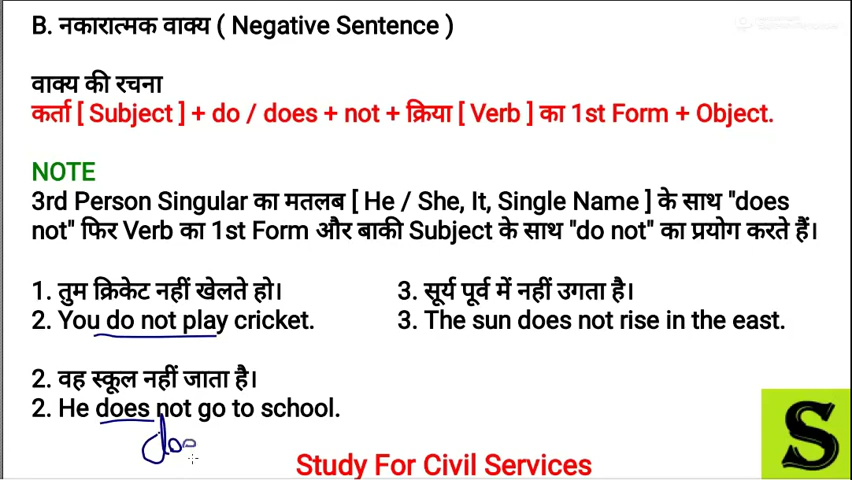 B. नकारात्मक वाक्य ( Negative Sentence )
वाक्य की रचना
कर्ता [ Subject ] + do / does + not + क्रिया [ Verb ] का 1st Form + Object.
NOTE
3rd Person Singular का मतलब [ He / She, It, Single Name ] के साथ "does
not" फिर Verb का 1st Form और बाकी Subject के साथ "do not" का प्रयोग करते हैं।
1. तुम क्रिकेट नहीं खेलते हो।
2. You do not play cricket.
3. सूर्य पूर्व में नहीं उगता है।
3. The sun does not rise in the east.
2. वह स्कूल नहीं जाता है।
2. He does not go to school.
do
S
Study For Civil Services